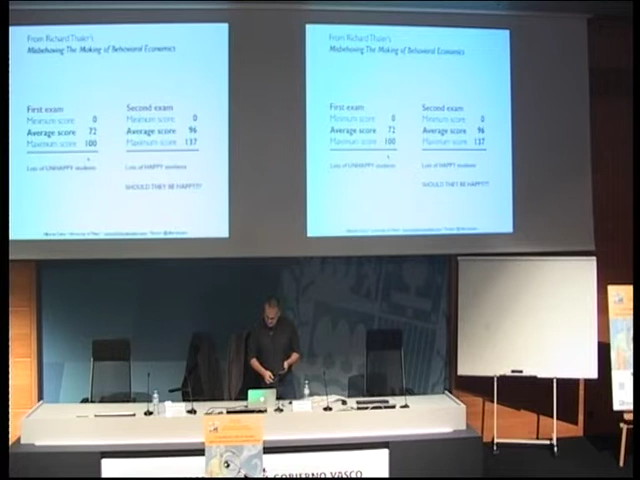 From Richard Thaler's
Misbehaving The Making of Behavioral Economics
First exam
Minimum score 0
Average score 72
Maximum score 100
Lots of UNHAPPY students
Second exam
Minimum score 0
Average score 96
Maximum score 137
Lots of HAPPY students
SHOULD THEY BE HAPPY???
From Richard Thaler's
Misbehaving The Making of Behavioral Economics
First exam
Minimum score 0
Average score 72
Maximum score 100
Lots of UNHAPPY students
Second exam
Minimum score 0
Average score 96
Maximum score 137
Lots of HAPPY students
SHOULD THEY BE HAPPY???
GOBIERNO VASCO